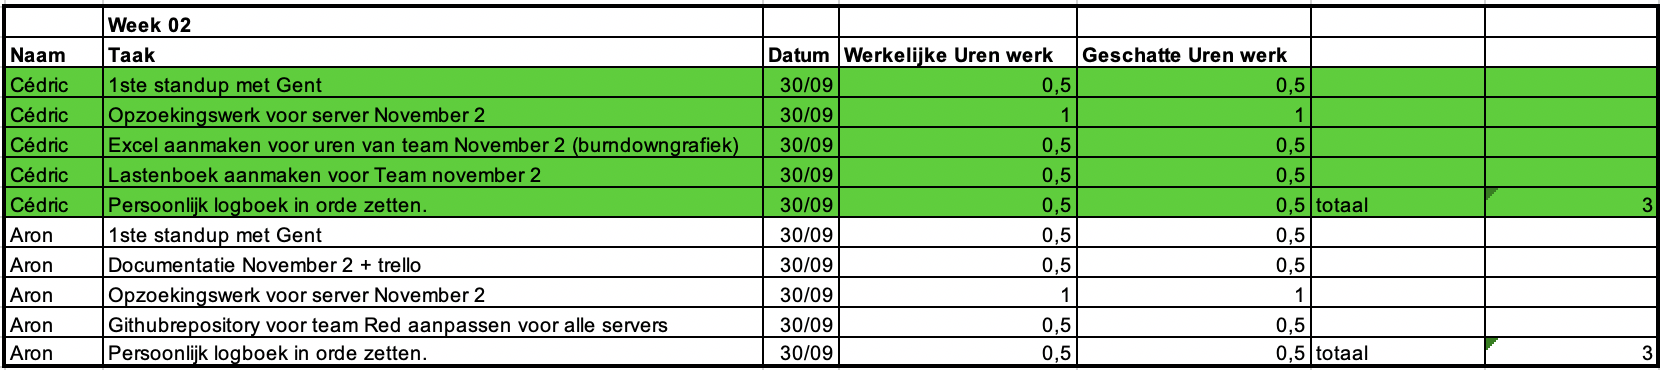 Week 02
Naam Taak Datum Werkelijke Uren werk Geschatte Uren werk
Cédric 1ste standup met Gent 30/09 0,5 0,5
Cédric Opzoekingswerk voor server November 2 30/09 1 1
Cédric Excel aanmaken voor uren van team November 2 (burndowngrafiek) 30/09 0,5 0,5
Cédric Lastenboek aanmaken voor Team november 2 30/09 0,5 0,5
Cédric Persoonlijk logboek in orde zetten. 30/09 0,5 0,5 totaal 3
Aron 1ste standup met Gent 30/09 0,5 0,5
Aron Documentatie November 2 + trello 30/09 0,5 0,5
Aron Opzoekingswerk voor server November 2 30/09 1 1
Aron Githubrepository voor team Red aanpassen voor alle servers 30/09 0,5 0,5
Aron Persoonlijk logboek in orde zetten. 30/09 0,5 0,5 totaal 3